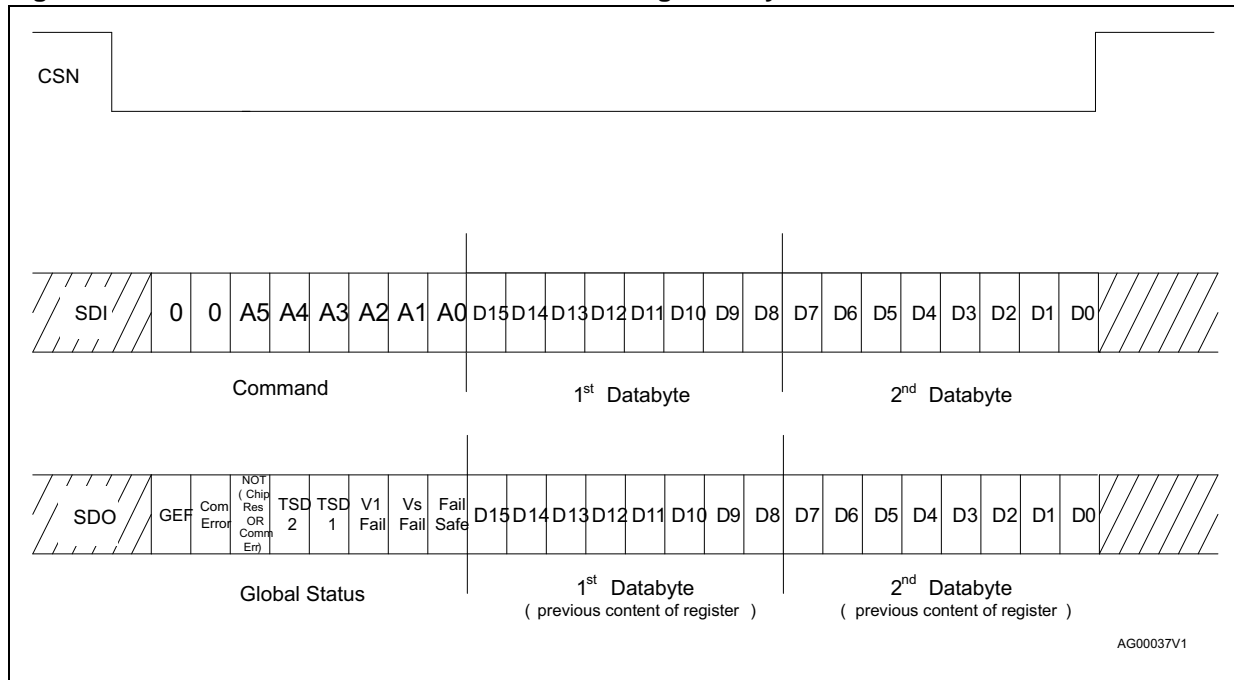 CSN
SDI 0 0 A5 A4 A3 A2 A1 A0 D15 D14 D13 D12 D11 D10 D9 D8 D7 D6 D5 D4 D3 D2 D1 D0
Command 1st Databyte 2nd Databyte
SDO GEF Com Error NOT ( Chip Res OR Comm Err) TSD 2 TSD 1 V1 Fail Vs Fail Fail Safe D15 D14 D13 D12 D11 D10 D9 D8 D7 D6 D5 D4 D3 D2 D1 D0
Global Status 1st Databyte 2nd Databyte
( previous content of register ) ( previous content of register )
AG00037V1